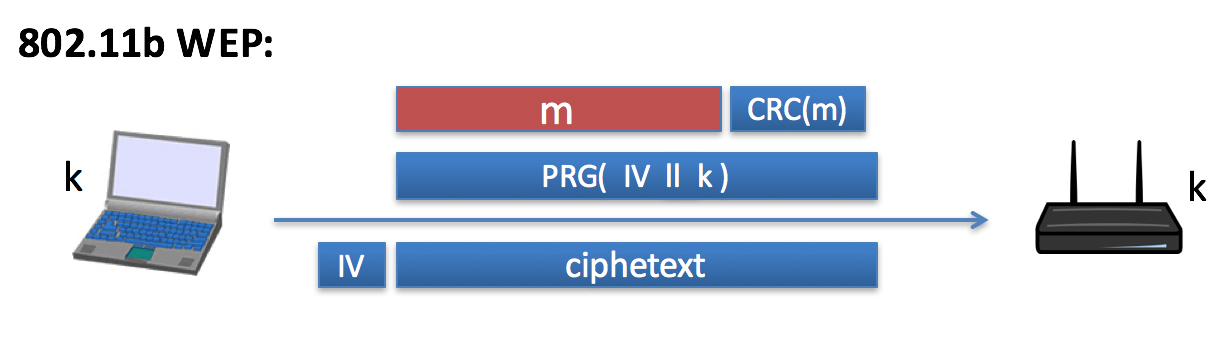 802.11b WEP:
m
CRC(m)
k
PRG( IV ll k )
k
IV
ciphetext